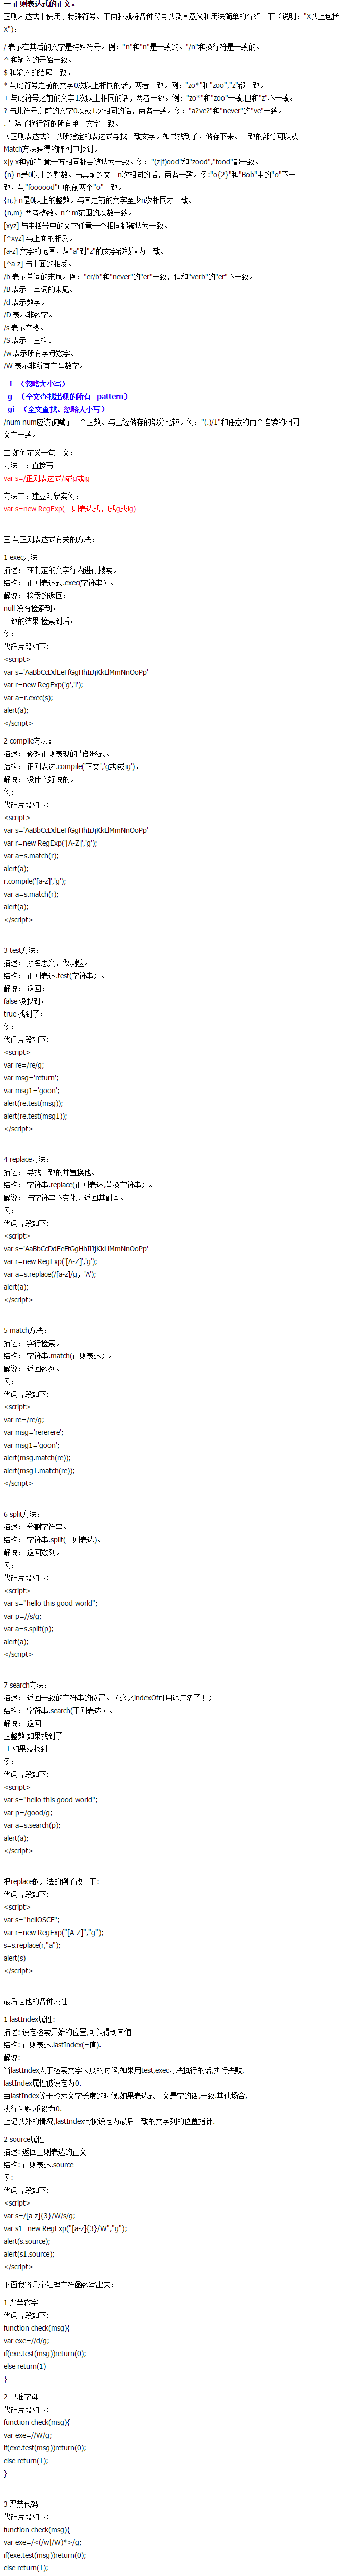 一 正则表达式的正文。
正则表达式中使用了特殊符号。下面我就将各种符号以及其意义和用法简单的介绍一下（说明："X以上包括
X"）：
/ 表示在其后的文字是特殊符号。例："n"和"n"是一致的。"/n"和换行符是一致的。
^ 和输入的开始一致。
$ 和输入的结尾一致。
* 与此符号之前的文字0次以上相同的话，两者一致。例："zo*"和"zoo","z"都一致。
+ 与此符号之前的文字1次以上相同的话，两者一致。例："zo*"和"zoo"一致,但和"z"不一致。
? 与此符号之前的文字0次或1次相同的话，两者一致。例："a?ve?"和"never"的"ve"一致。
. 与除了换行符的所有单一文字一致。
（正则表达式）以所指定的表达式寻找一致文字。如果找到了，储存下来。一致的部分可以从
Match方法获得的阵列中找到。
x|y x和y的任意一方相同都会被认为一致。例："(z|f)ood"和"zood","food"都一致。
{n} n是0以上的整数。与其前的文字n次相同的话，两者一致。例:"o{2}"和"Bob"中的"o"不一
致，与"foooood"中的前两个"o"一致。
{n,} n是0以上的整数。与其之前的文字至少n次相同才一致。
{n,m} 两者整数。n至m范围的次数一致。
[xyz] 与中括号中的文字任意一个相同都被认为一致。
[^xyz] 与上面的相反。
[a-z] 文字的范围，从"a"到"z"的文字都被认为一致。
[^a-z] 与上面的相反。
/b 表示单词的末尾。例："er/b"和"never"的"er"一致，但和"verb"的"er"不一致。
/B 表示非单词的末尾。
/d 表示数字。
/D 表示非数字。
/s 表示空格。
/S 表示非空格。
/w 表示所有字母数字。
/W 表示非所有字母数字。
i （忽略大小写）
g （全文查找出现的所有 pattern）
gi （全文查找、忽略大小写）
/num num应该被赋予一个正数。与已经储存的部分比较。例："(.)/1"和任意的两个连续的相同
文字一致。
二 如何定义一句正文：
方法一：直接写
var s=/正则表达式/i或g或ig
方法二：建立对象实例：
var s=new RegExp(正则表达式，i或g或ig)
三 与正则表达式有关的方法：
1 exec方法
描述： 在制定的文字行内进行搜索。
结构： 正则表达式.exec(字符串）。
解说： 检索的返回：
null 没有检索到；
一致的结果 检索到后；
例：
代码片段如下：
<script>
var s='AaBbCcDdEeFfGgHhIiJjKkLlMmNnOoPp'
var r=new RegExp('g','i');
var a=r.exec(s);
alert(a);
</script>
2 compile方法：
描述： 修改正则表现的内部形式。
结构： 正则表达.compile('正文','g或i或ig')。
解说： 没什么好说的。
例：
代码片段如下：
<script>
var s='AaBbCcDdEeFfGgHhIiJjKkLlMmNnOoPp'
var r=new RegExp('[A-Z]','g');
var a=s.match(r);
alert(a);
r.compile('[a-z]','g');
var a=s.match(r);
alert(a);
</script>
3 test方法：
描述： 顾名思义，做测验。
结构： 正则表达.test(字符串）。
解说： 返回：
false 没找到；
true 找到了；
例：
代码片段如下：
<script>
var re=/re/g;
var msg='return';
var msg1='goon';
alert(re.test(msg));
alert(re.test(msg1));
</script>
4 replace方法：
描述： 寻找一致的并置换他。
结构： 字符串.replace(正则表达,替换字符串）。
解说： 与字符串不变化，返回其副本。
例：
代码片段如下：
<script>
var s='AaBbCcDdEeFfGgHhIiJjKkLlMmNnOoPp'
var r=new RegExp('[A-Z]','g');
var a=s.replace(/[a-z]/g，'A');
alert(a);
</script>
5 match方法：
描述： 实行检索。
结构： 字符串.match(正则表达）。
解说： 返回数列。
例：
代码片段如下：
<script>
var re=/re/g;
var msg='rererere';
var msg1='goon';
alert(msg.match(re));
alert(msg1.match(re));
</script>
6 split方法：
描述： 分割字符串。
结构： 字符串.split(正则表达)。
解说： 返回数列。
例：
代码片段如下：
<script>
var s="hello this good world";
var p=//s/g;
var a=s.split(p);
alert(a);
</script>
7 search方法：
描述： 返回一致的字符串的位置。（这比indexOf可用途广多了！）
结构： 字符串.search(正则表达）。
解说： 返回
正整数 如果找到了
-1 如果没找到
例：
代码片段如下：
<script>
var s="hello this good world";
var p=/good/g;
var a=s.search(p);
alert(a);
</script>
把replace的方法的例子改一下：
代码片段如下：
<script>
var s="hellOSCF";
var r=new RegExp("[A-Z]","g");
s=s.replace(r,"a");
alert(s)
</script>
最后是他的各种属性
1 lastIndex属性:
描述: 设定检索开始的位置,可以得到其值
结构: 正则表达.lastIndex(=值).
解说:
当lastIndex大于检索文字长度的时候,如果用test,exec方法执行的话,执行失败,
lastIndex属性被设定为0.
当lastIndex等于检索文字长度的时候,如果表达式正文是空的话,一致.其他场合,
执行失败,重设为0.
上记以外的情况,lastIndex会被设定为最后一致的文字列的位置指针.
2 source属性
描述: 返回正则表达的正文
结构: 正则表达.source
例:
代码片段如下:
<script>
var s=/[a-z]{3}/W/s/g;
var s1=new RegExp("[a-z]{3}/W","g");
alert(s.source);
alert(s1.source);
</script>
下面我将几个处理字符函数写出来：
1 严禁数字
代码片段如下：
function check(msg){
var exe=//d/g;
if(exe.test(msg))return(0);
else return(1)
}
2 只准字母
代码片段如下：
function check(msg){
var exe=//W/g;
if(exe.test(msg))return(0);
else return(1);
}
3 严禁代码
代码片段如下：
function check(msg){
var exe=/<(/w|/W)*>/g;
if(exe.test(msg))return(0);
else return(1);